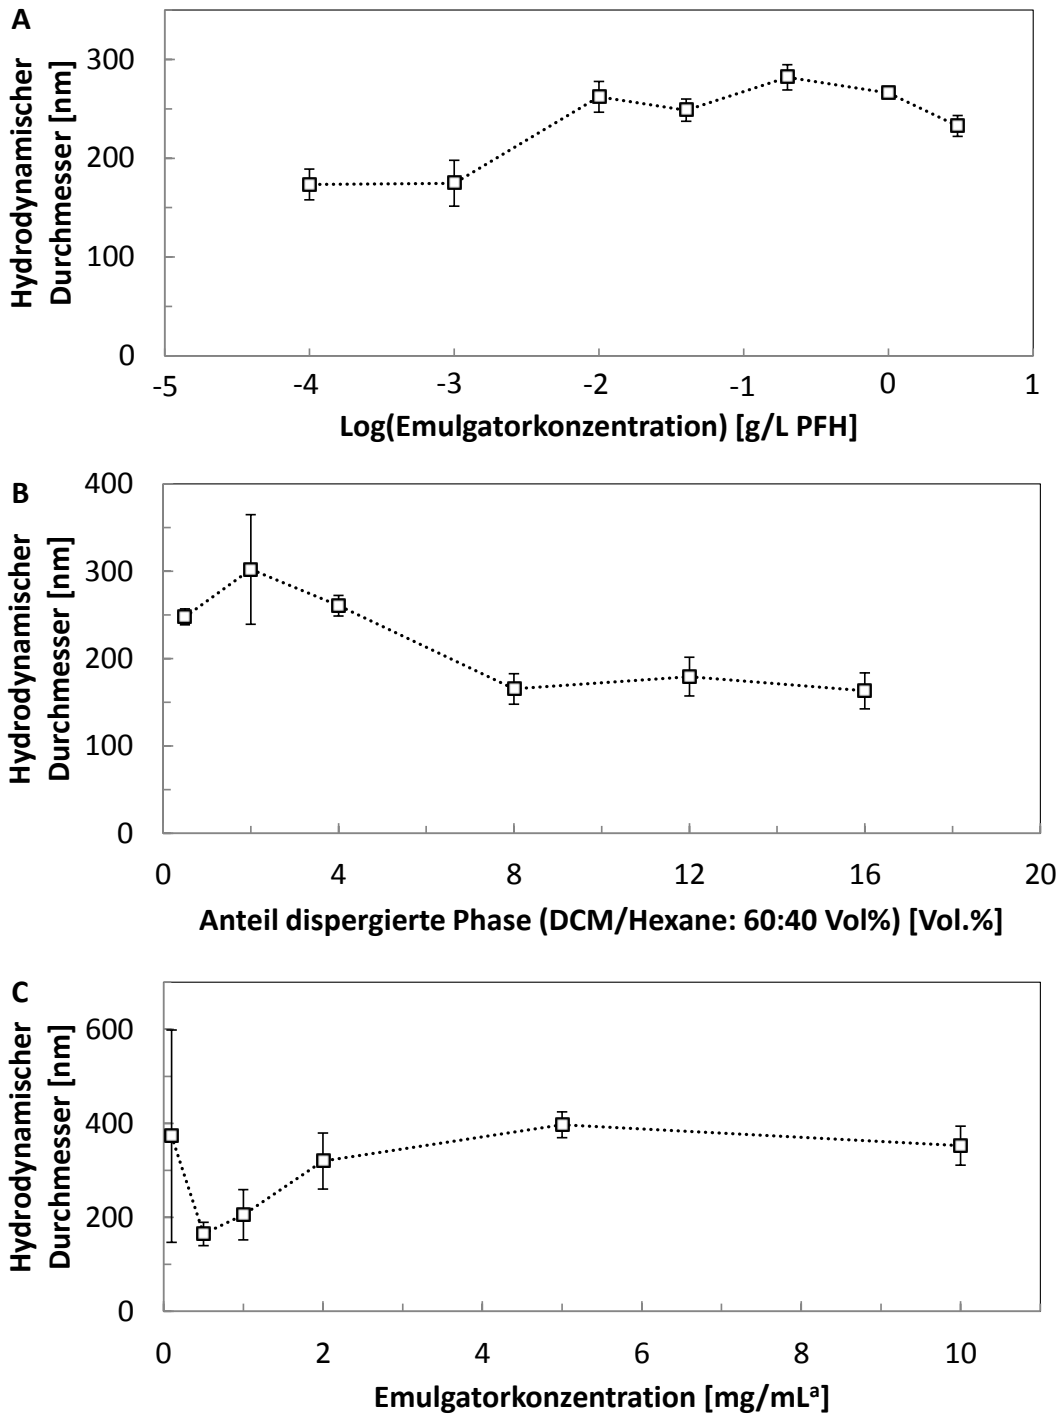 A
Hydrodynamischer
Durchmesser [nm]
300
200
100
0
-5 -4 -3 -2 -1 0 1
Log(Emulgatorkonzentration) [g/L PFH]
B
Hydrodynamischer
Durchmesser [nm]
400
300
200
100
0
0 4 8 12 16 20
Anteil dispergierte Phase (DCM/Hexane: 60:40 Vol%) [Vol.%]
C
Hydrodynamischer
Durchmesser [nm]
600
400
200
0
0 2 4 6 8 10
Emulgatorkonzentration [mg/mLᵃ]